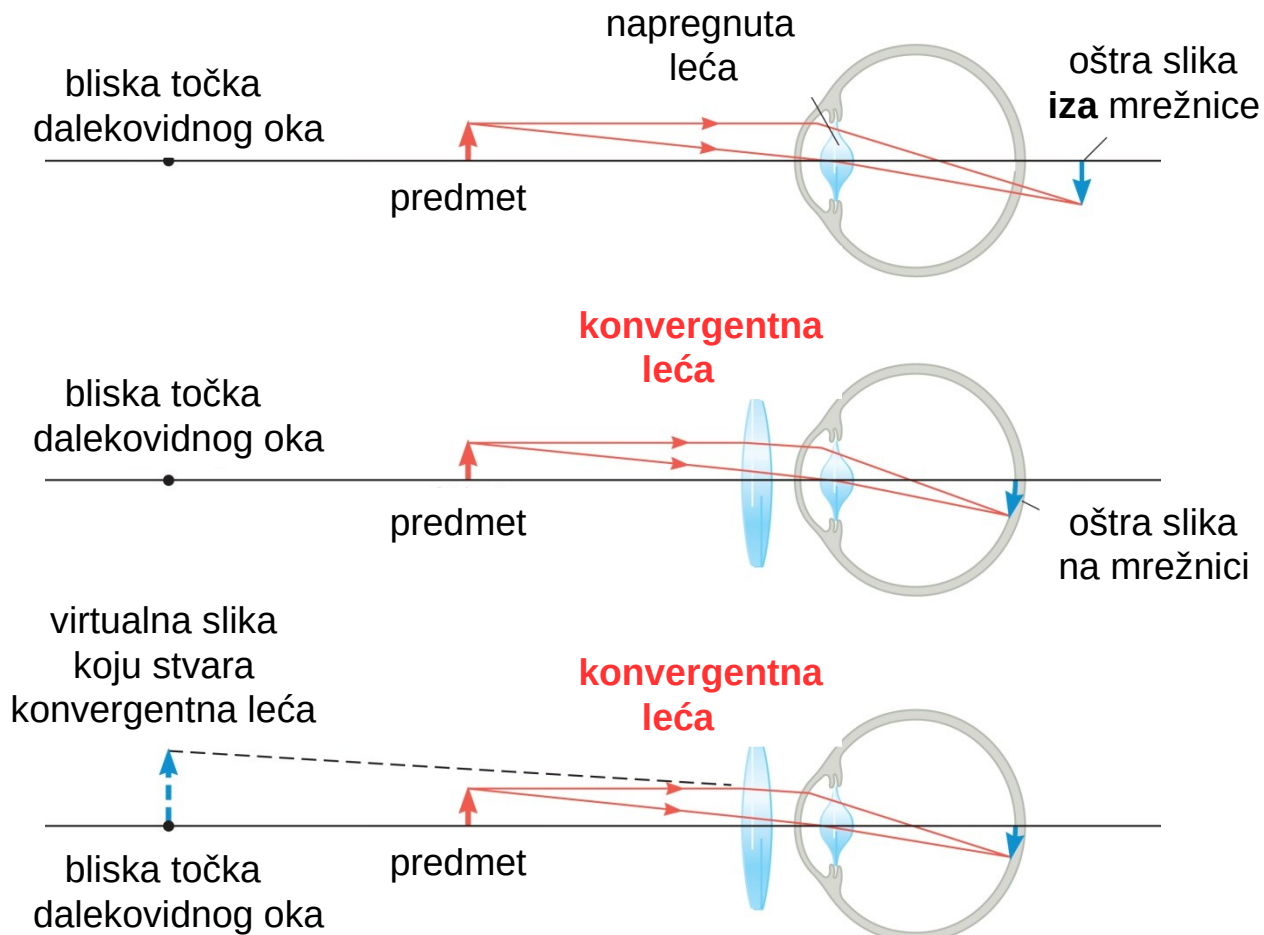 napregnuta
leća
bliska točka
dalekovidnog oka
oštra slika
iza mrežnice
predmet
konvergentna
leća
bliska točka
dalekovidnog oka
predmet
oštra slika
na mrežnici
virtualna slika
koju stvara
konvergentna leća
konvergentna
leća
bliska točka
dalekovidnog oka
predmet